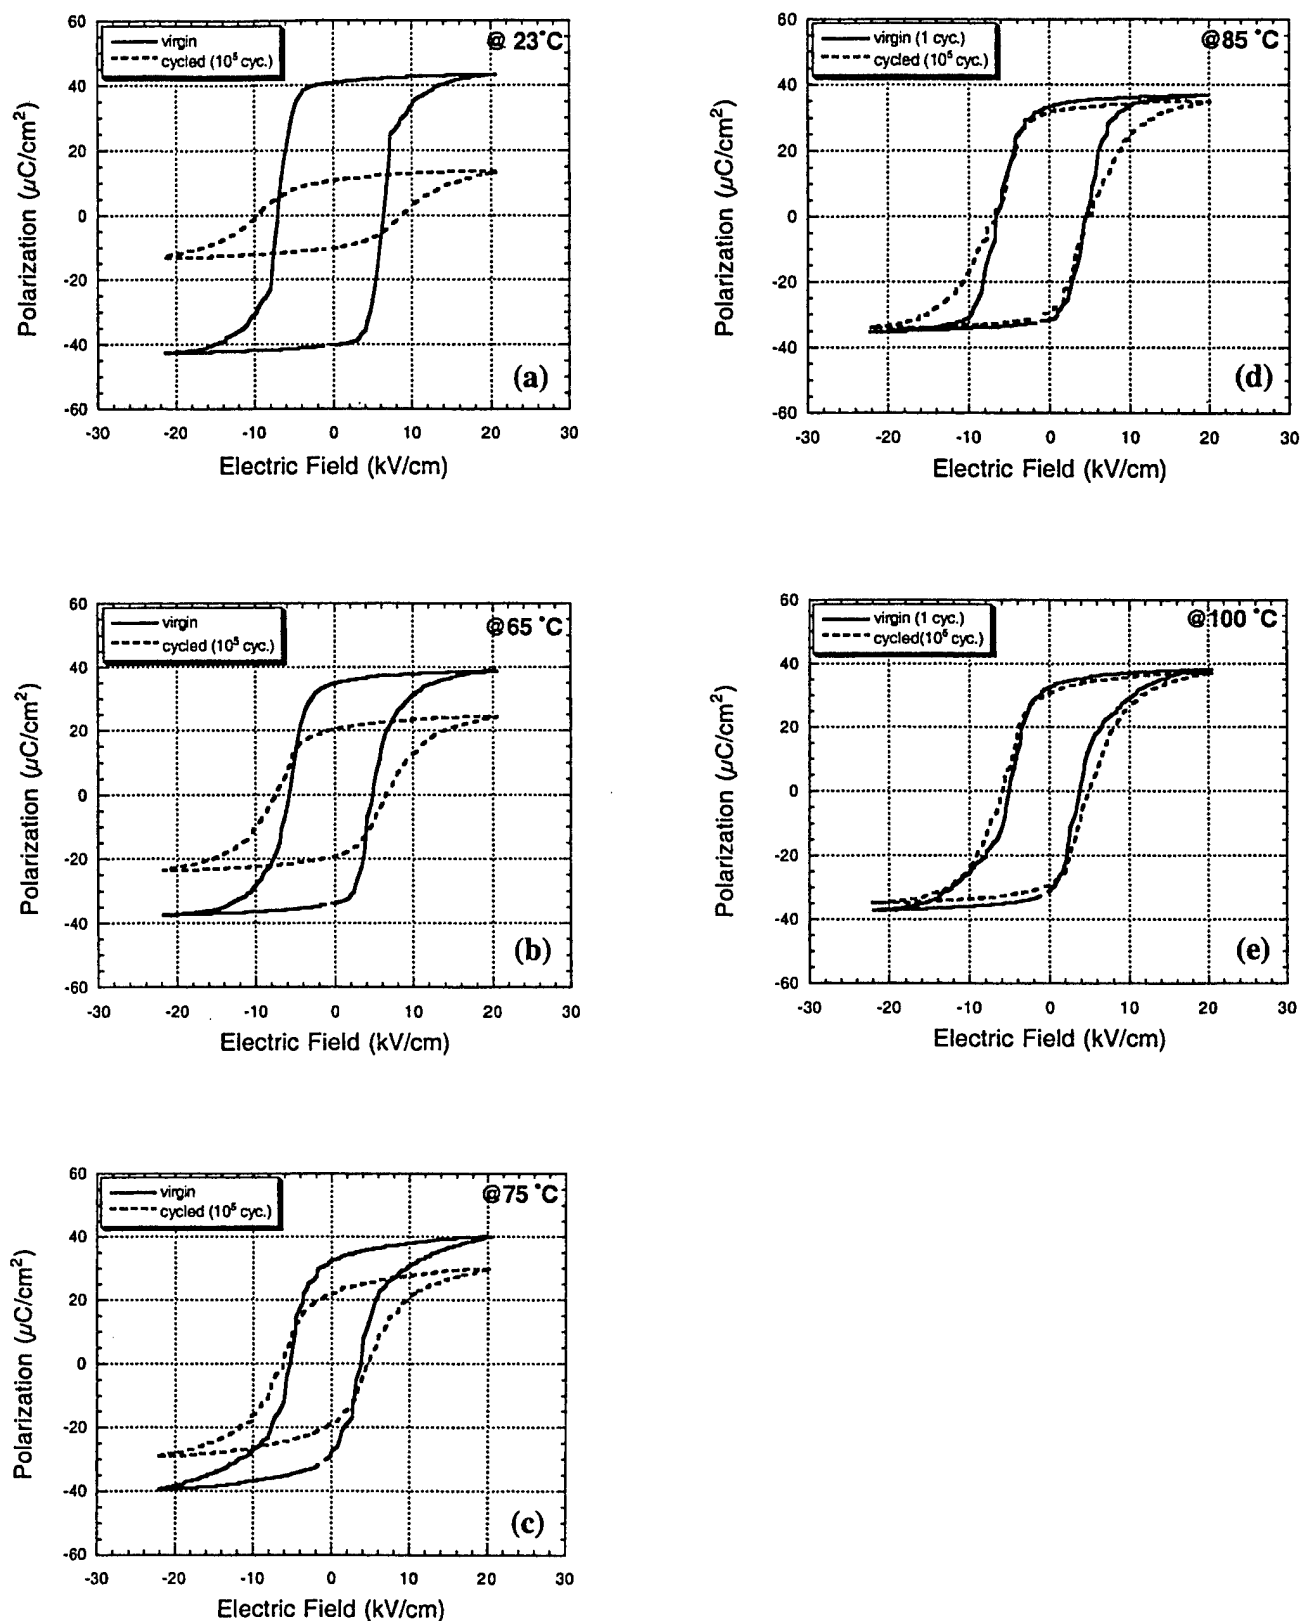 60
40
20
0
-20
-40
-60
Polarization (μC/cm²)
virgin
cycled (10⁵ cyc.)
@ 23˚C
(a)
-30 -20 -10 0 10 20 30
Electric Field (kV/cm)
60
40
20
0
-20
-40
-60
Polarization (μC/cm²)
virgin (1 cyc.)
cycled (10⁵ cyc.)
@85 ˚C
(d)
-30 -20 -10 0 10 20 30
Electric Field (kV/cm)
60
40
20
0
-20
-40
-60
Polarization (μC/cm²)
virgin
cycled (10⁵ cyc.)
@65 ˚C
(b)
-30 -20 -10 0 10 20 30
Electric Field (kV/cm)
60
40
20
0
-20
-40
-60
Polarization (μC/cm²)
virgin (1 cyc.)
cycled(10⁵ cyc.)
@100 ˚C
(e)
-30 -20 -10 0 10 20 30
Electric Field (kV/cm)
60
40
20
0
-20
-40
-60
Polarization (μC/cm²)
virgin
cycled (10⁵ cyc.)
@75 ˚C
(c)
-30 -20 -10 0 10 20 30
Electric Field (kV/cm)